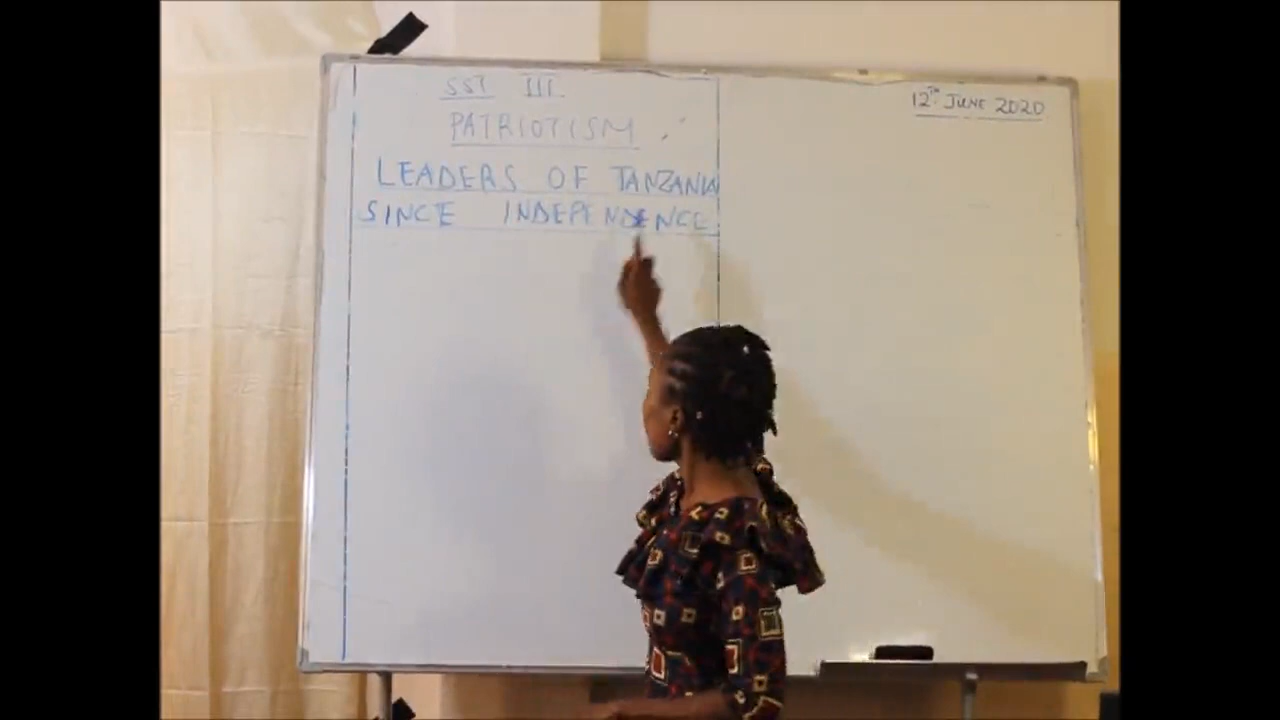 SST III
PATRIOTISM
LEADERS OF TANZANIA
SINCE INDEPENDENCE
12TH JUNE 2020